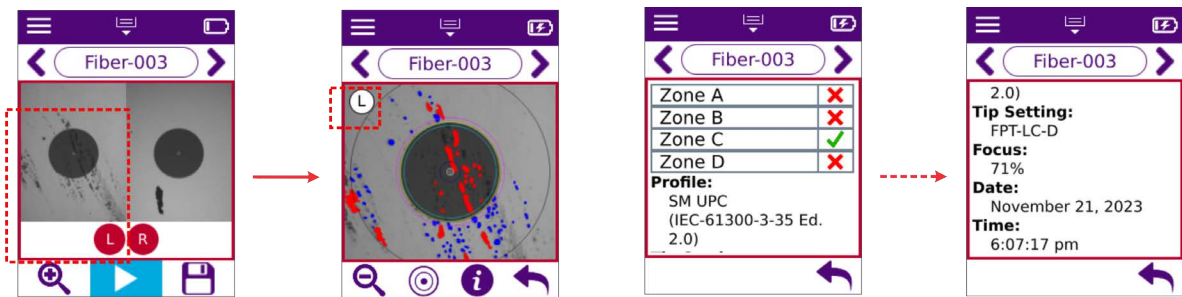 Fiber-003
L R
Fiber-003
L
i
Fiber-003
Zone A
Zone B
Zone C
Zone D
Profile:
SM UPC
(IEC-61300-3-35 Ed.
2.0)
Fiber-003
2.0)
Tip Setting:
FPT-LC-D
Focus:
71%
Date:
November 21, 2023
Time:
6:07:17 pm